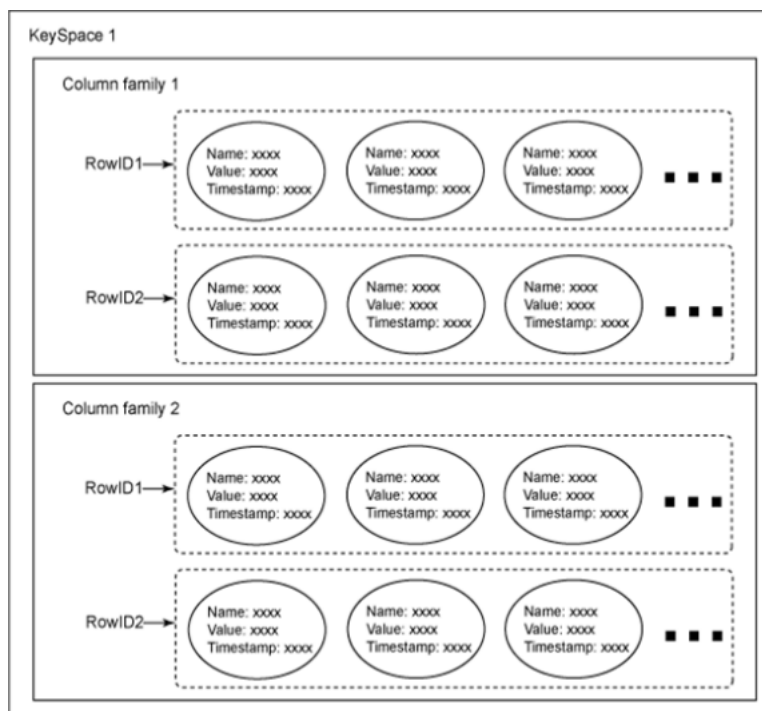 KeySpace 1
Column family 1
RowID1
Name: xxxx
Value: xxxx
Timestamp: xxxx
Name: xxxx
Value: xxxx
Timestamp: xxxx
Name: xxxx
Value: xxxx
Timestamp: xxxx
RowID2
Name: xxxx
Value: xxxx
Timestamp: xxxx
Name: xxxx
Value: xxxx
Timestamp: xxxx
Name: xxxx
Value: xxxx
Timestamp: xxxx
Column family 2
RowID1
Name: xxxx
Value: xxxx
Timestamp: xxxx
Name: xxxx
Value: xxxx
Timestamp: xxxx
Name: xxxx
Value: xxxx
Timestamp: xxxx
RowID2
Name: xxxx
Value: xxxx
Timestamp: xxxx
Name: xxxx
Value: xxxx
Timestamp: xxxx
Name: xxxx
Value: xxxx
Timestamp: xxxx